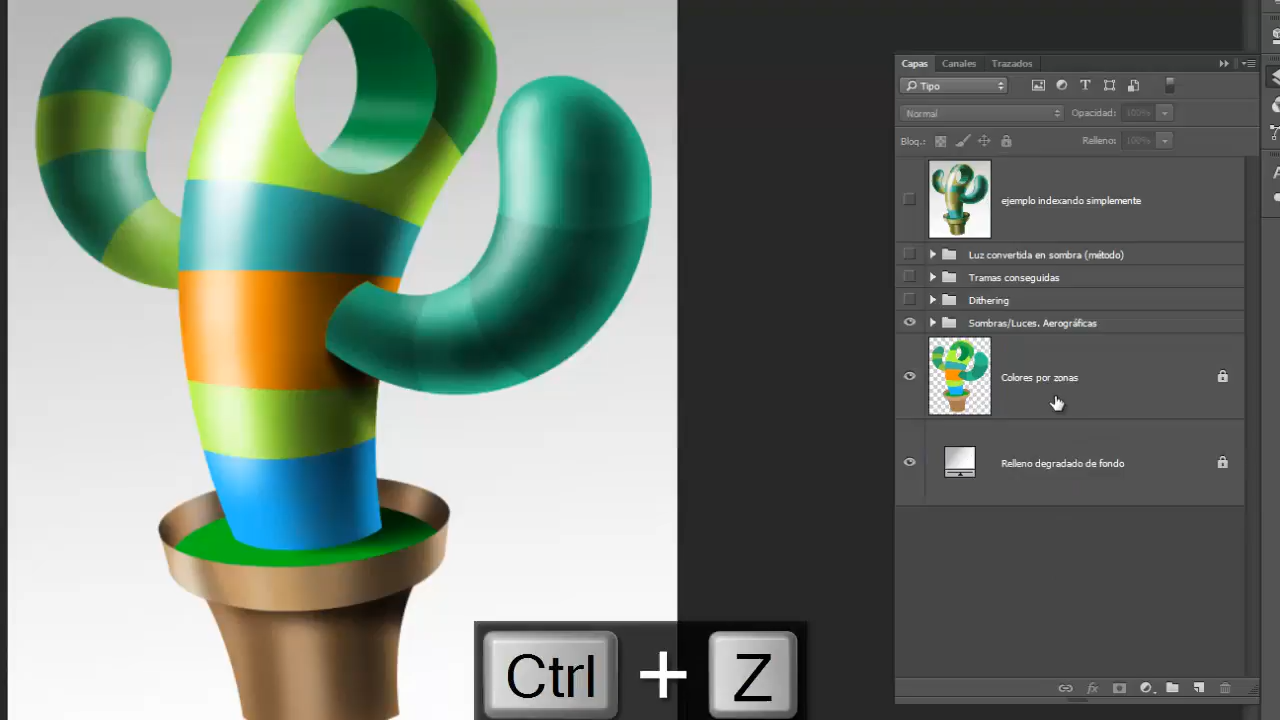 Capas Canales Trazados
Tipo
Normal Opacidad: 100%
Bloq.: Relleno: 100%
ejemplo indexando simplemente
Luz convertida en sombra (método)
Tramas conseguidas
Dithering
Sombras/Luces. Aerográficas
Colores por zonas
Relleno degradado de fondo
Ctrl + Z